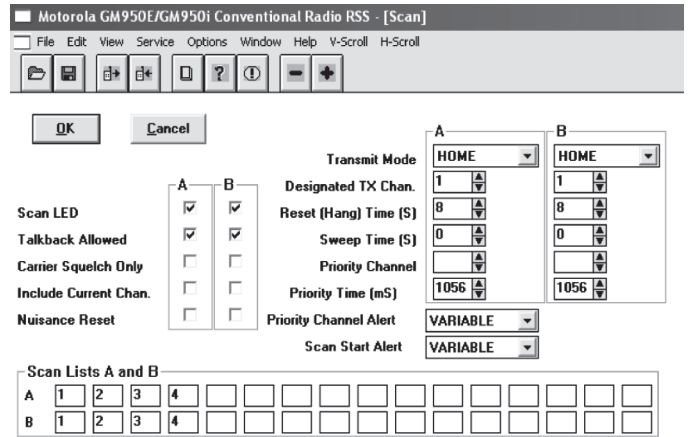 Motorola GM950E/GM950i Conventional Radio RSS - [Scan]
File Edit View Service Options Window Help V-Scroll H-Scroll
OK Cancel
A B
Transmit Mode HOME HOME
Designated TX Chan. 1 1
Reset (Hang) Time (S) 8 8
Sweep Time (S) 0 0
Priority Channel
Priority Time (mS) 1056 1056
Priority Channel Alert VARIABLE
Scan Start Alert VARIABLE
A B
Scan LED
Talkback Allowed
Carrier Squelch Only
Include Current Chan.
Nuisance Reset
Scan Lists A and B
A 1 2 3 4
B 1 2 3 4